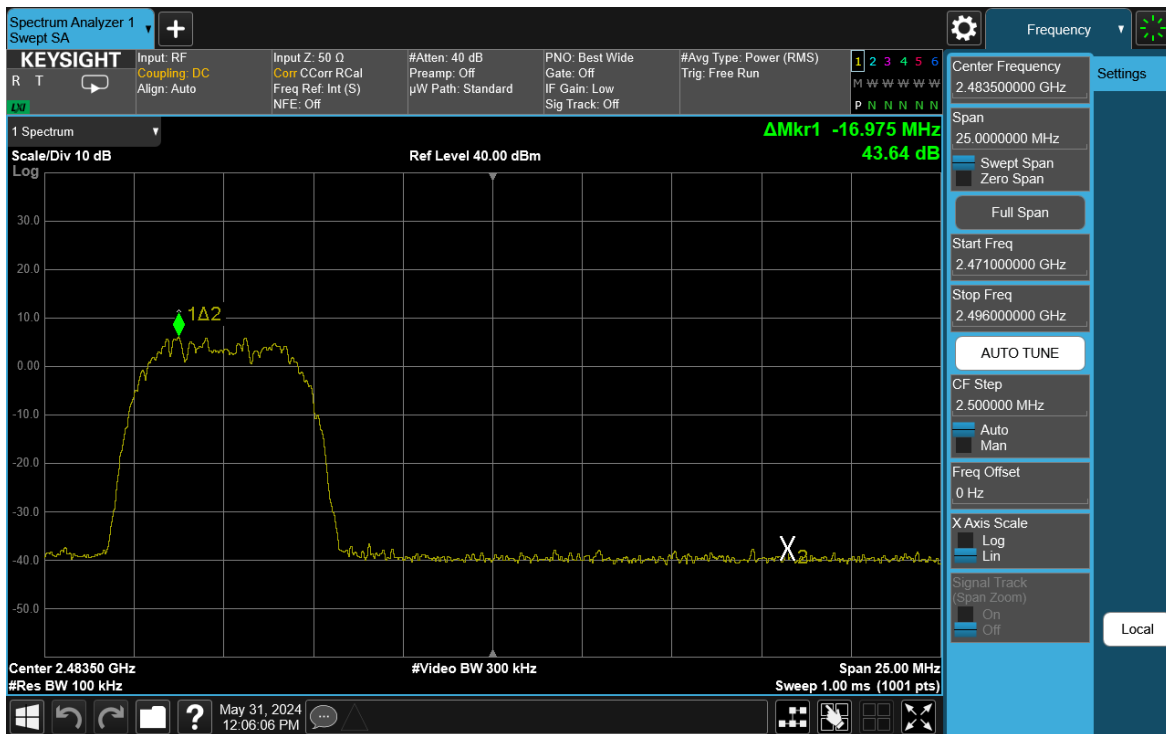 Spectrum Analyzer 1
Swept SA
+
Frequency
KEYSIGHT
R T
LXI
Input: RF
Coupling: DC
Align: Auto
Input Z: 50 Ω
Corr CCorr RCal
Freq Ref: Int (S)
NFE: Off
#Atten: 40 dB
Preamp: Off
µW Path: Standard
PNO: Best Wide
Gate: Off
IF Gain: Low
Sig Track: Off
#Avg Type: Power (RMS)
Trig: Free Run
1 2 3 4 5 6
M W W W W W
P N N N N N
1 Spectrum
ΔMkr1 -16.975 MHz
43.64 dB
Scale/Div 10 dB
Ref Level 40.00 dBm
Log
30.0
20.0
10.0
0.00
-10.0
-20.0
-30.0
-40.0
-50.0
1Δ2
X2
Center 2.48350 GHz
#Video BW 300 kHz
Span 25.00 MHz
#Res BW 100 kHz
Sweep 1.00 ms (1001 pts)
May 31, 2024
12:06:06 PM
?
Center Frequency
2.483500000 GHz
Settings
Span
25.0000000 MHz
Swept Span
Zero Span
Full Span
Start Freq
2.471000000 GHz
Stop Freq
2.496000000 GHz
AUTO TUNE
CF Step
2.500000 MHz
Auto
Man
Freq Offset
0 Hz
X Axis Scale
Log
Lin
Signal Track
(Span Zoom)
On
Off
Local